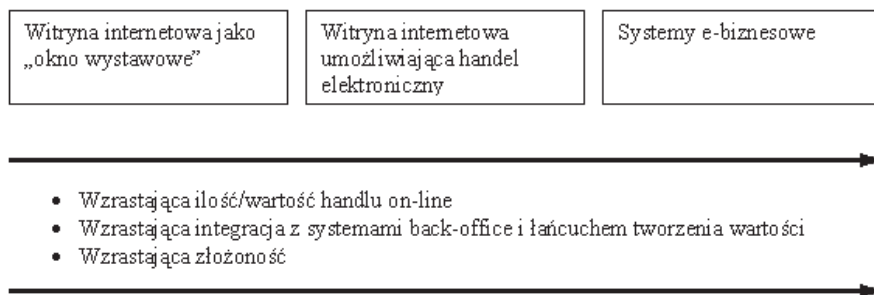 Witryna internetowa jako
„okno wystawowe”
Witryna internetowa
umożliwiająca handel
elektroniczny
Systemy e-biznesowe
• Wzrastająca ilość/wartość handlu on-line
• Wzrastająca integracja z systemami back-office i łańcuchem tworzenia wartości
• Wzrastająca złożoność